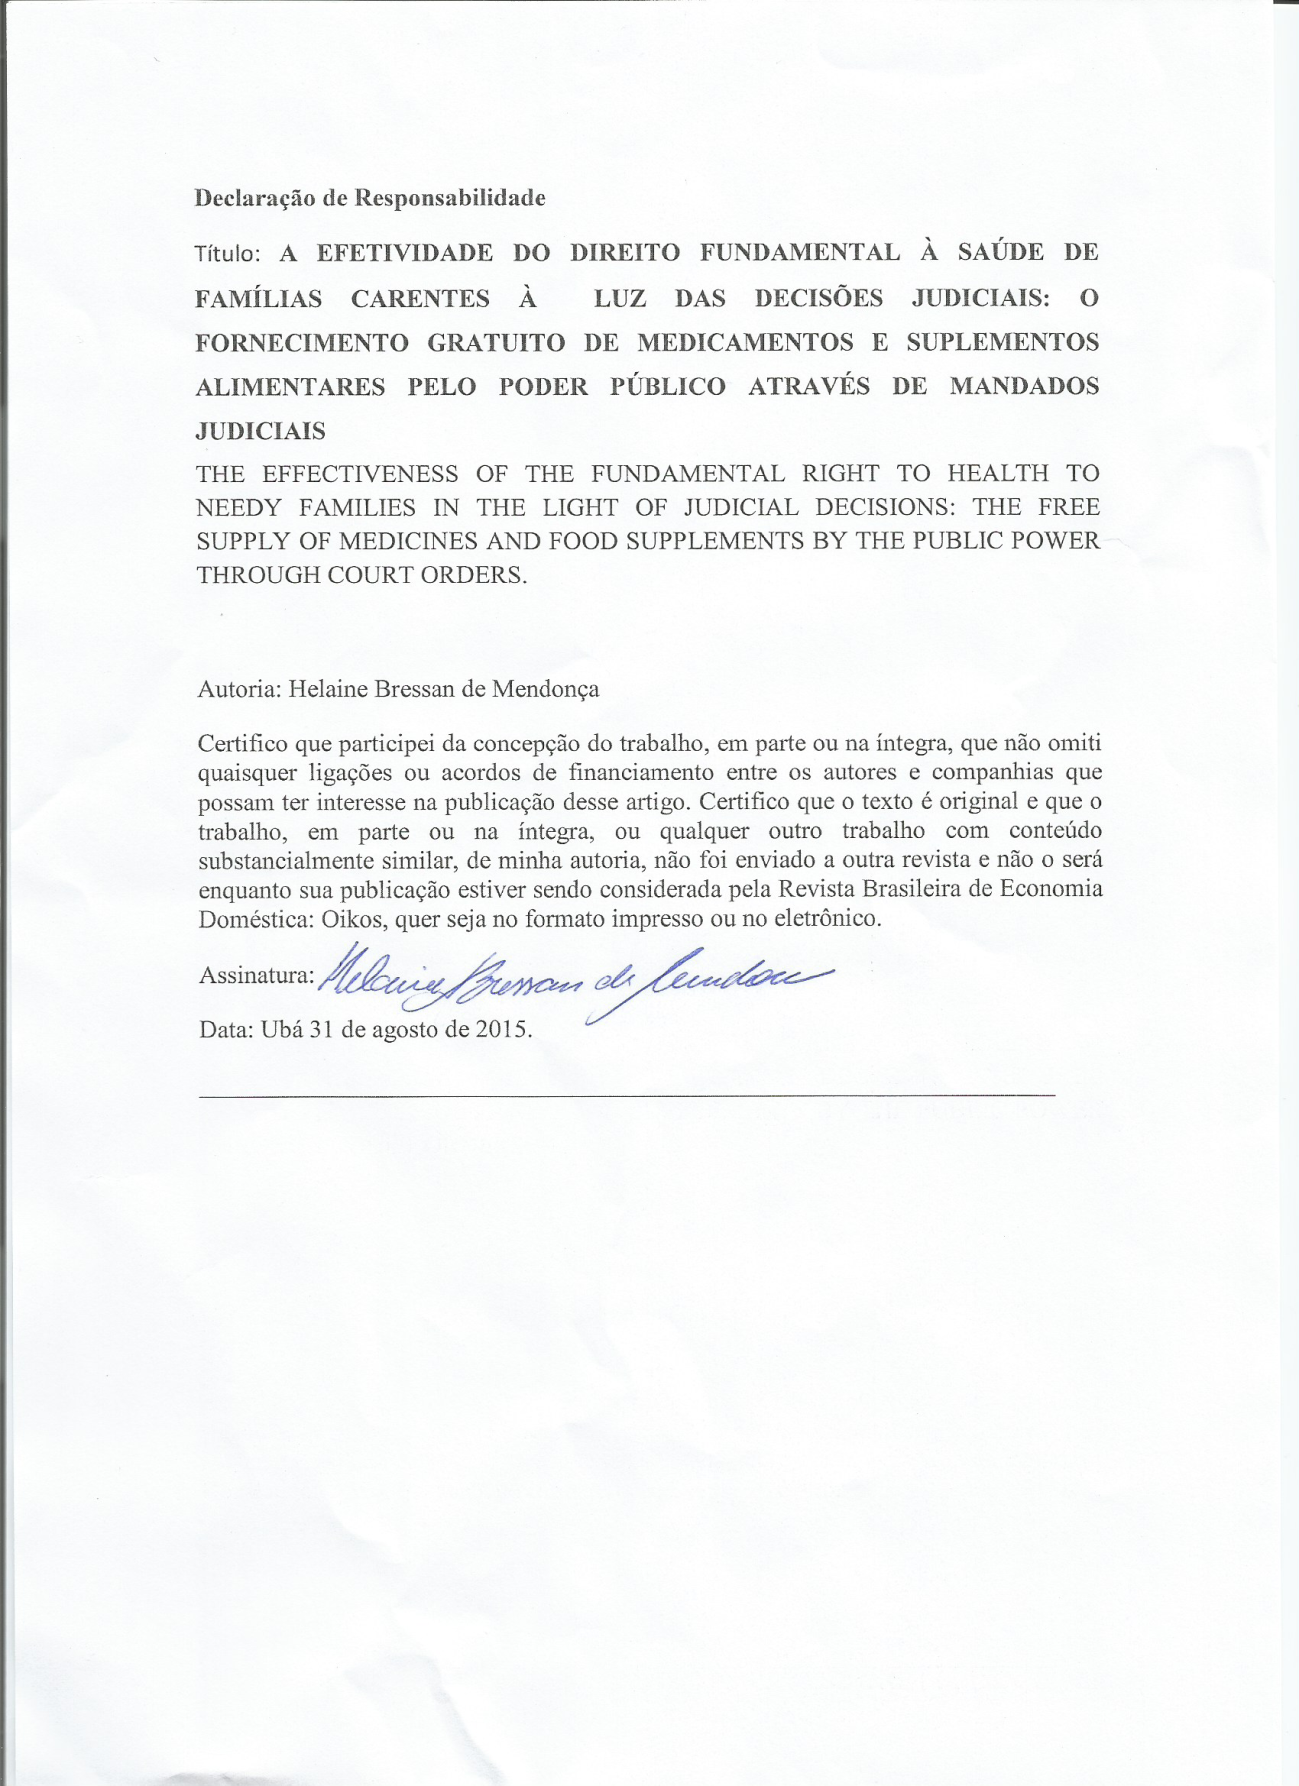 Declaração de Responsabilidade
Título: A EFETIVIDADE DO DIREITO FUNDAMENTAL À SAÚDE DE
FAMÍLIAS CARENTES À LUZ DAS DECISÕES JUDICIAIS: O
FORNECIMENTO GRATUITO DE MEDICAMENTOS E SUPLEMENTOS
ALIMENTARES PELO PODER PÚBLICO ATRAVÉS DE MANDADOS
JUDICIAIS
THE EFFECTIVENESS OF THE FUNDAMENTAL RIGHT TO HEALTH TO
NEEDY FAMILIES IN THE LIGHT OF JUDICIAL DECISIONS: THE FREE
SUPPLY OF MEDICINES AND FOOD SUPPLEMENTS BY THE PUBLIC POWER
THROUGH COURT ORDERS.
Autoria: Helaine Bressan de Mendonça
Certifico que participei da concepção do trabalho, em parte ou na íntegra, que não omiti
quaisquer ligações ou acordos de financiamento entre os autores e companhias que
possam ter interesse na publicação desse artigo. Certifico que o texto é original e que o
trabalho, em parte ou na íntegra, ou qualquer outro trabalho com conteúdo
substancialmente similar, de minha autoria, não foi enviado a outra revista e não o será
enquanto sua publicação estiver sendo considerada pela Revista Brasileira de Economia
Doméstica: Oikos, quer seja no formato impresso ou no eletrônico.
Assinatura: Helaine Bressan de Mendonça
Data: Ubá 31 de agosto de 2015.